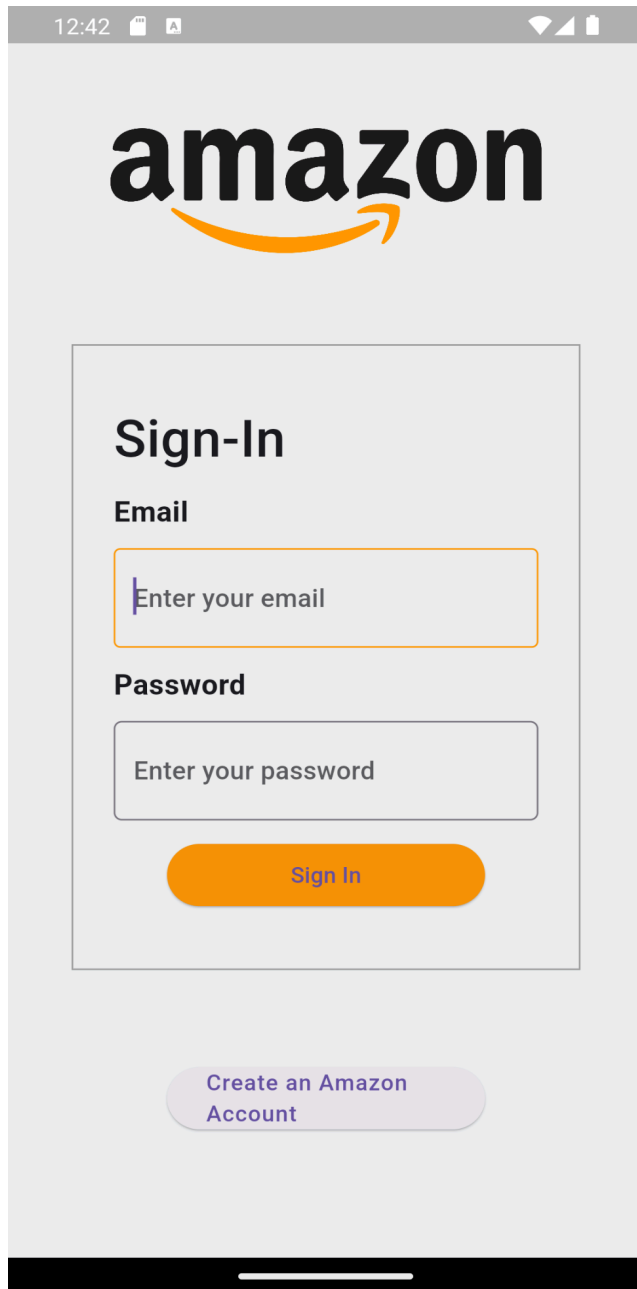 12:42
amazon
Sign-In
Email
Enter your email
Password
Enter your password
Sign In
Create an Amazon
Account